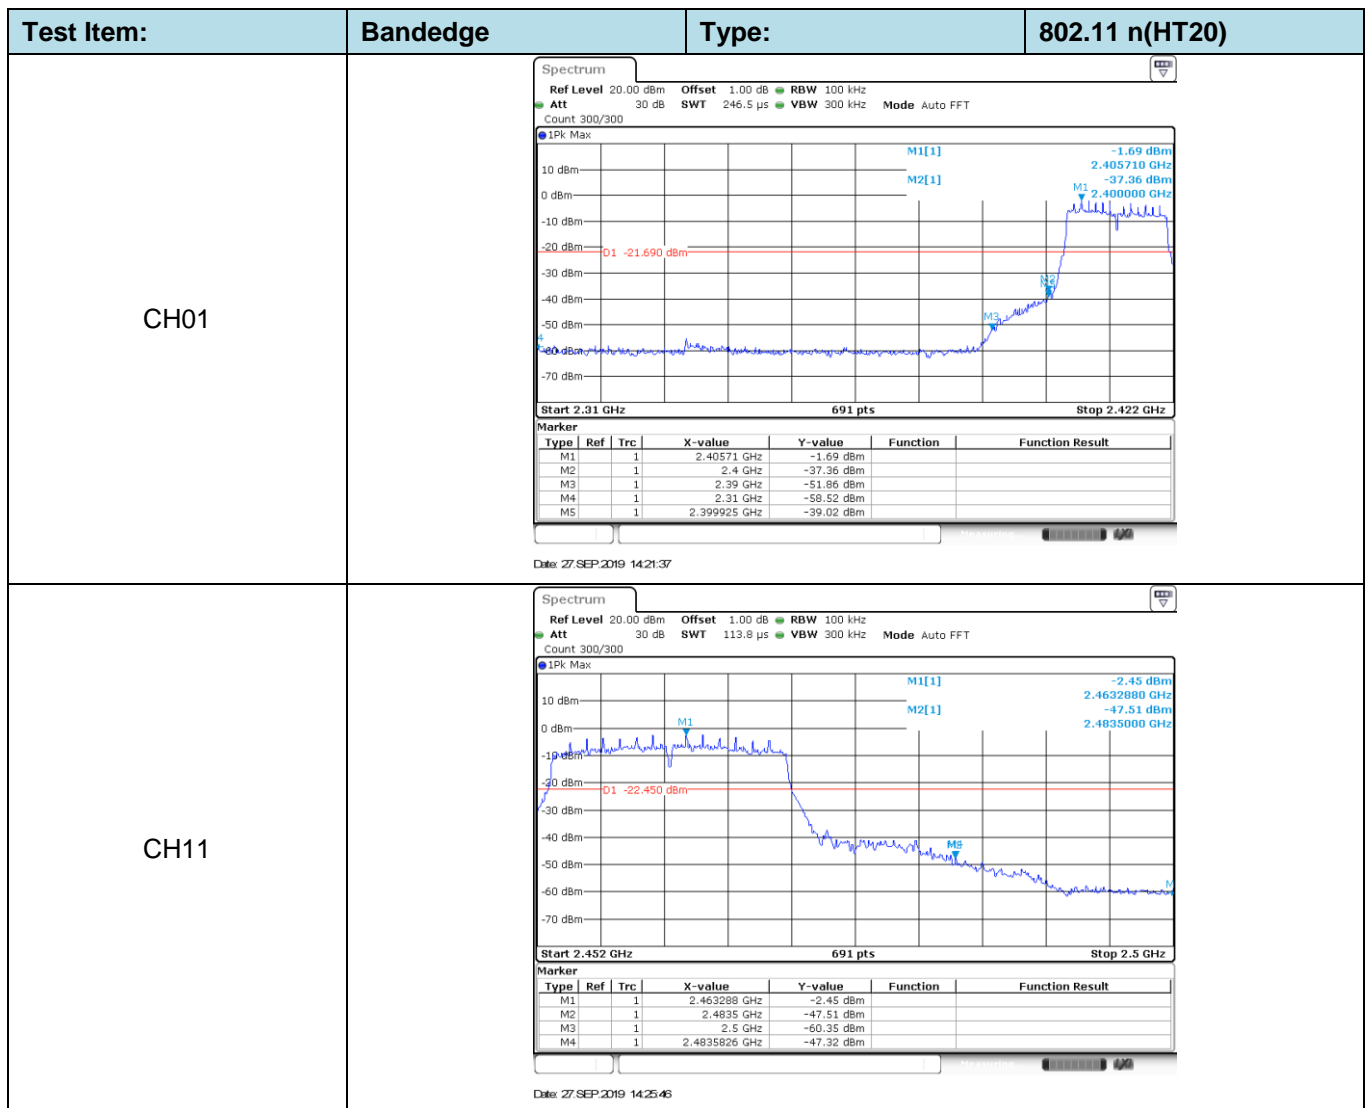 Test Item: Bandedge Type: 802.11 n(HT20)
CH01
Spectrum
Ref Level 20.00 dBm Offset 1.00 dB RBW 100 kHz
Att 30 dB SWT 246.5 µs VBW 300 kHz Mode Auto FFT
Count 300/300
1Pk Max
M1[1] -1.69 dBm
2.405710 GHz
M2[1] -37.36 dBm
2.400000 GHz
M1
10 dBm
0 dBm
-10 dBm
-20 dBm
D1 -21.690 dBm
-30 dBm
M2
-40 dBm
M3
-50 dBm
4
-60 dBm
-70 dBm
Start 2.31 GHz 691 pts Stop 2.422 GHz
Marker
Type Ref Trc X-value Y-value Function Function Result
M1 1 2.40571 GHz -1.69 dBm
M2 1 2.4 GHz -37.36 dBm
M3 1 2.39 GHz -51.86 dBm
M4 1 2.31 GHz -58.52 dBm
M5 1 2.399925 GHz -39.02 dBm
Measuring
Date: 27.SEP.2019 14:21:37
CH11
Spectrum
Ref Level 20.00 dBm Offset 1.00 dB RBW 100 kHz
Att 30 dB SWT 113.8 µs VBW 300 kHz Mode Auto FFT
Count 300/300
1Pk Max
M1[1] -2.45 dBm
2.4632880 GHz
M2[1] -47.51 dBm
2.4835000 GHz
10 dBm
M1
0 dBm
-10 dBm
-20 dBm
D1 -22.450 dBm
-30 dBm
-40 dBm
-50 dBm
-60 dBm
M
-70 dBm
Start 2.452 GHz 691 pts Stop 2.5 GHz
Marker
Type Ref Trc X-value Y-value Function Function Result
M1 1 2.463288 GHz -2.45 dBm
M2 1 2.4835 GHz -47.51 dBm
M3 1 2.5 GHz -60.35 dBm
M4 1 2.4835826 GHz -47.32 dBm
Date: 27.SEP.2019 14:25:46